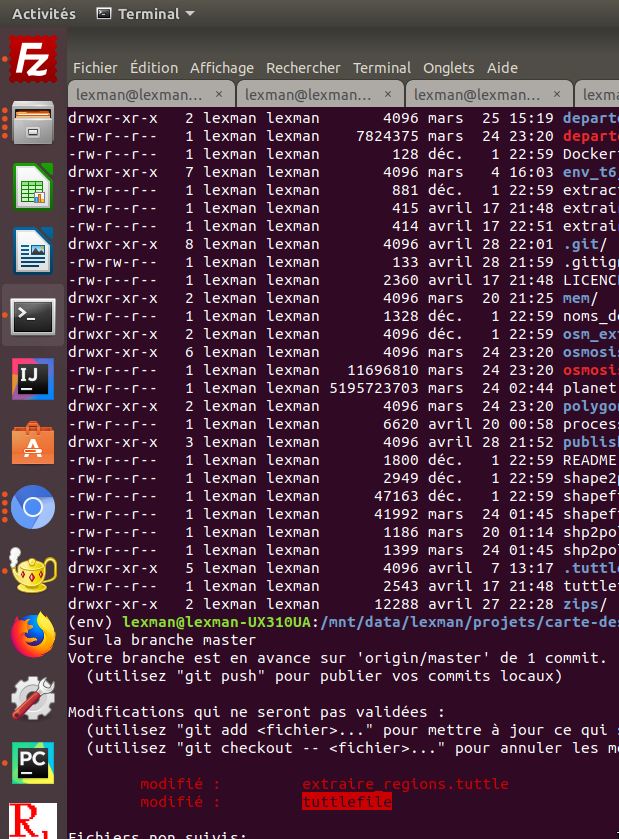 Activités Terminal
Fichier Édition Affichage Rechercher Terminal Onglets Aide
lexman@lexman... × lexman@lexman... × lexman@lexman... × lexma
drwxr-xr-x 2 lexman lexman 4096 mars 25 15:19 departe
-rw-r--r-- 1 lexman lexman 7824375 mars 24 23:20 departe
-rw-r--r-- 1 lexman lexman 128 déc. 1 22:59 Dockerf
drwxr-xr-x 7 lexman lexman 4096 mars 4 16:03 env_t6_
-rw-r--r-- 1 lexman lexman 881 déc. 1 22:59 extract
-rw-r--r-- 1 lexman lexman 415 avril 17 21:48 extrai
-rw-r--r-- 1 lexman lexman 414 avril 17 22:51 extrai
drwxr-xr-x 8 lexman lexman 4096 avril 28 22:01 .git/
-rw-rw-r-- 1 lexman lexman 133 avril 28 21:59 .gitign
-rw-r--r-- 1 lexman lexman 2360 avril 17 21:48 LICENCE
drwxr-xr-x 2 lexman lexman 4096 mars 20 21:25 mem/
-rw-r--r-- 1 lexman lexman 1328 déc. 1 22:59 noms_de
drwxr-xr-x 2 lexman lexman 4096 déc. 1 22:59 osm_ext
drwxr-xr-x 6 lexman lexman 4096 mars 24 23:20 osmosis
-rw-r--r-- 1 lexman lexman 11696810 mars 24 23:20 osmosis
-rw-r--r-- 1 lexman lexman 5195723703 mars 24 02:44 planet
drwxr-xr-x 2 lexman lexman 4096 mars 24 23:20 polygon
-rw-r--r-- 1 lexman lexman 6620 avril 20 00:58 process
drwxr-xr-x 3 lexman lexman 4096 avril 28 21:52 publish
-rw-r--r-- 1 lexman lexman 1800 déc. 1 22:59 README
-rw-r--r-- 1 lexman lexman 2949 déc. 1 22:59 shape2p
-rw-r--r-- 1 lexman lexman 47163 déc. 1 22:59 shapeff
-rw-r--r-- 1 lexman lexman 41992 mars 24 01:45 shapeff
-rw-r--r-- 1 lexman lexman 1186 mars 20 01:14 shp2pol
-rw-r--r-- 1 lexman lexman 1399 mars 24 01:45 shp2pol
drwxr-xr-x 5 lexman lexman 4096 avril 7 13:17 .tuttle
-rw-r--r-- 1 lexman lexman 2543 avril 17 21:48 tuttlef
drwxr-xr-x 2 lexman lexman 12288 avril 27 22:28 zips/
(env) lexman@lexman-UX310UA:/mnt/data/lexman/projets/carte-des
Sur la branche master
Votre branche est en avance sur 'origin/master' de 1 commit.
(utilisez "git push" pour publier vos commits locaux)
Modifications qui ne seront pas validées :
(utilisez "git add <fichier>..." pour mettre à jour ce qui s
(utilisez "git checkout -- <fichier>..." pour annuler les mo
modifié : extraire_regions.tuttle
modifié : tuttlefile
Fichiers non suivis: